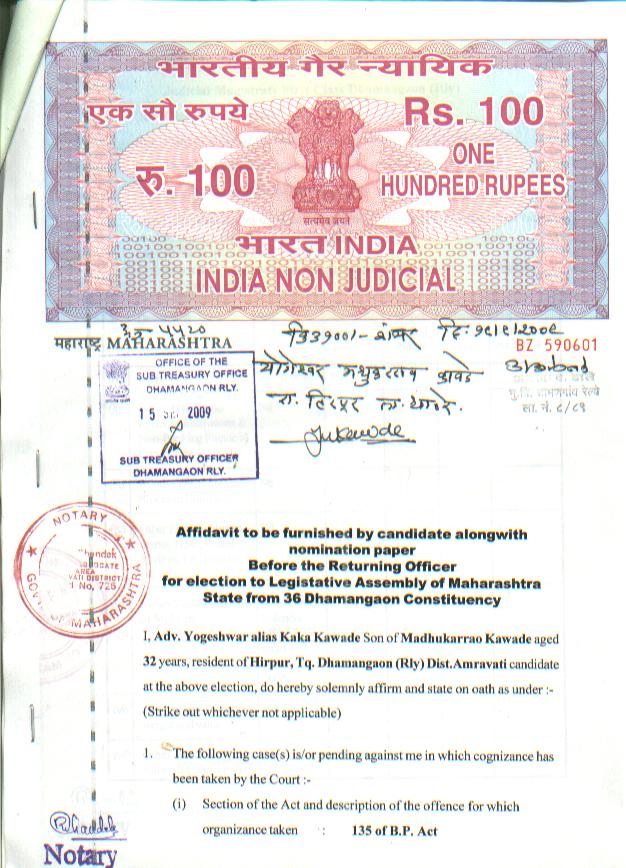 भारतीय गैर न्यायिक
एक सौ रुपये
Rs. 100
रु. 100
ONE
HUNDRED RUPEES
सत्यमेव जयते
भारत INDIA
INDIA NON JUDICIAL
महाराष्ट्र MAHARASHTRA
BZ 590601
OFFICE OF THE
SUB TREASURY OFFICE
DHAMANGAON RLY.
2009
SUB TREASURY OFFICER
DHAMANGAON RLY.
NOTARY
GOVT. OF MAHARASHTRA
Affidavit to be furnished by candidate alongwith
nomination paper
Before the Returning Officer
for election to Legistative Assembly of Maharashtra
State from 36 Dhamangaon Constituency
I, Adv. Yogeshwar alias Kaka Kawade Son of Madhukarrao Kawade aged
32 years, resident of Hirpur, Tq. Dhamangaon (Rly) Dist.Amravati candidate
at the above election, do hereby solemnly affirm and state on oath as under :-
(Strike out whichever not applicable)
1. The following case(s) is/or pending against me in which cognizance has
been taken by the Court :-
(i) Section of the Act and description of the offence for which
organizance taken : 135 of B.P. Act
Notary